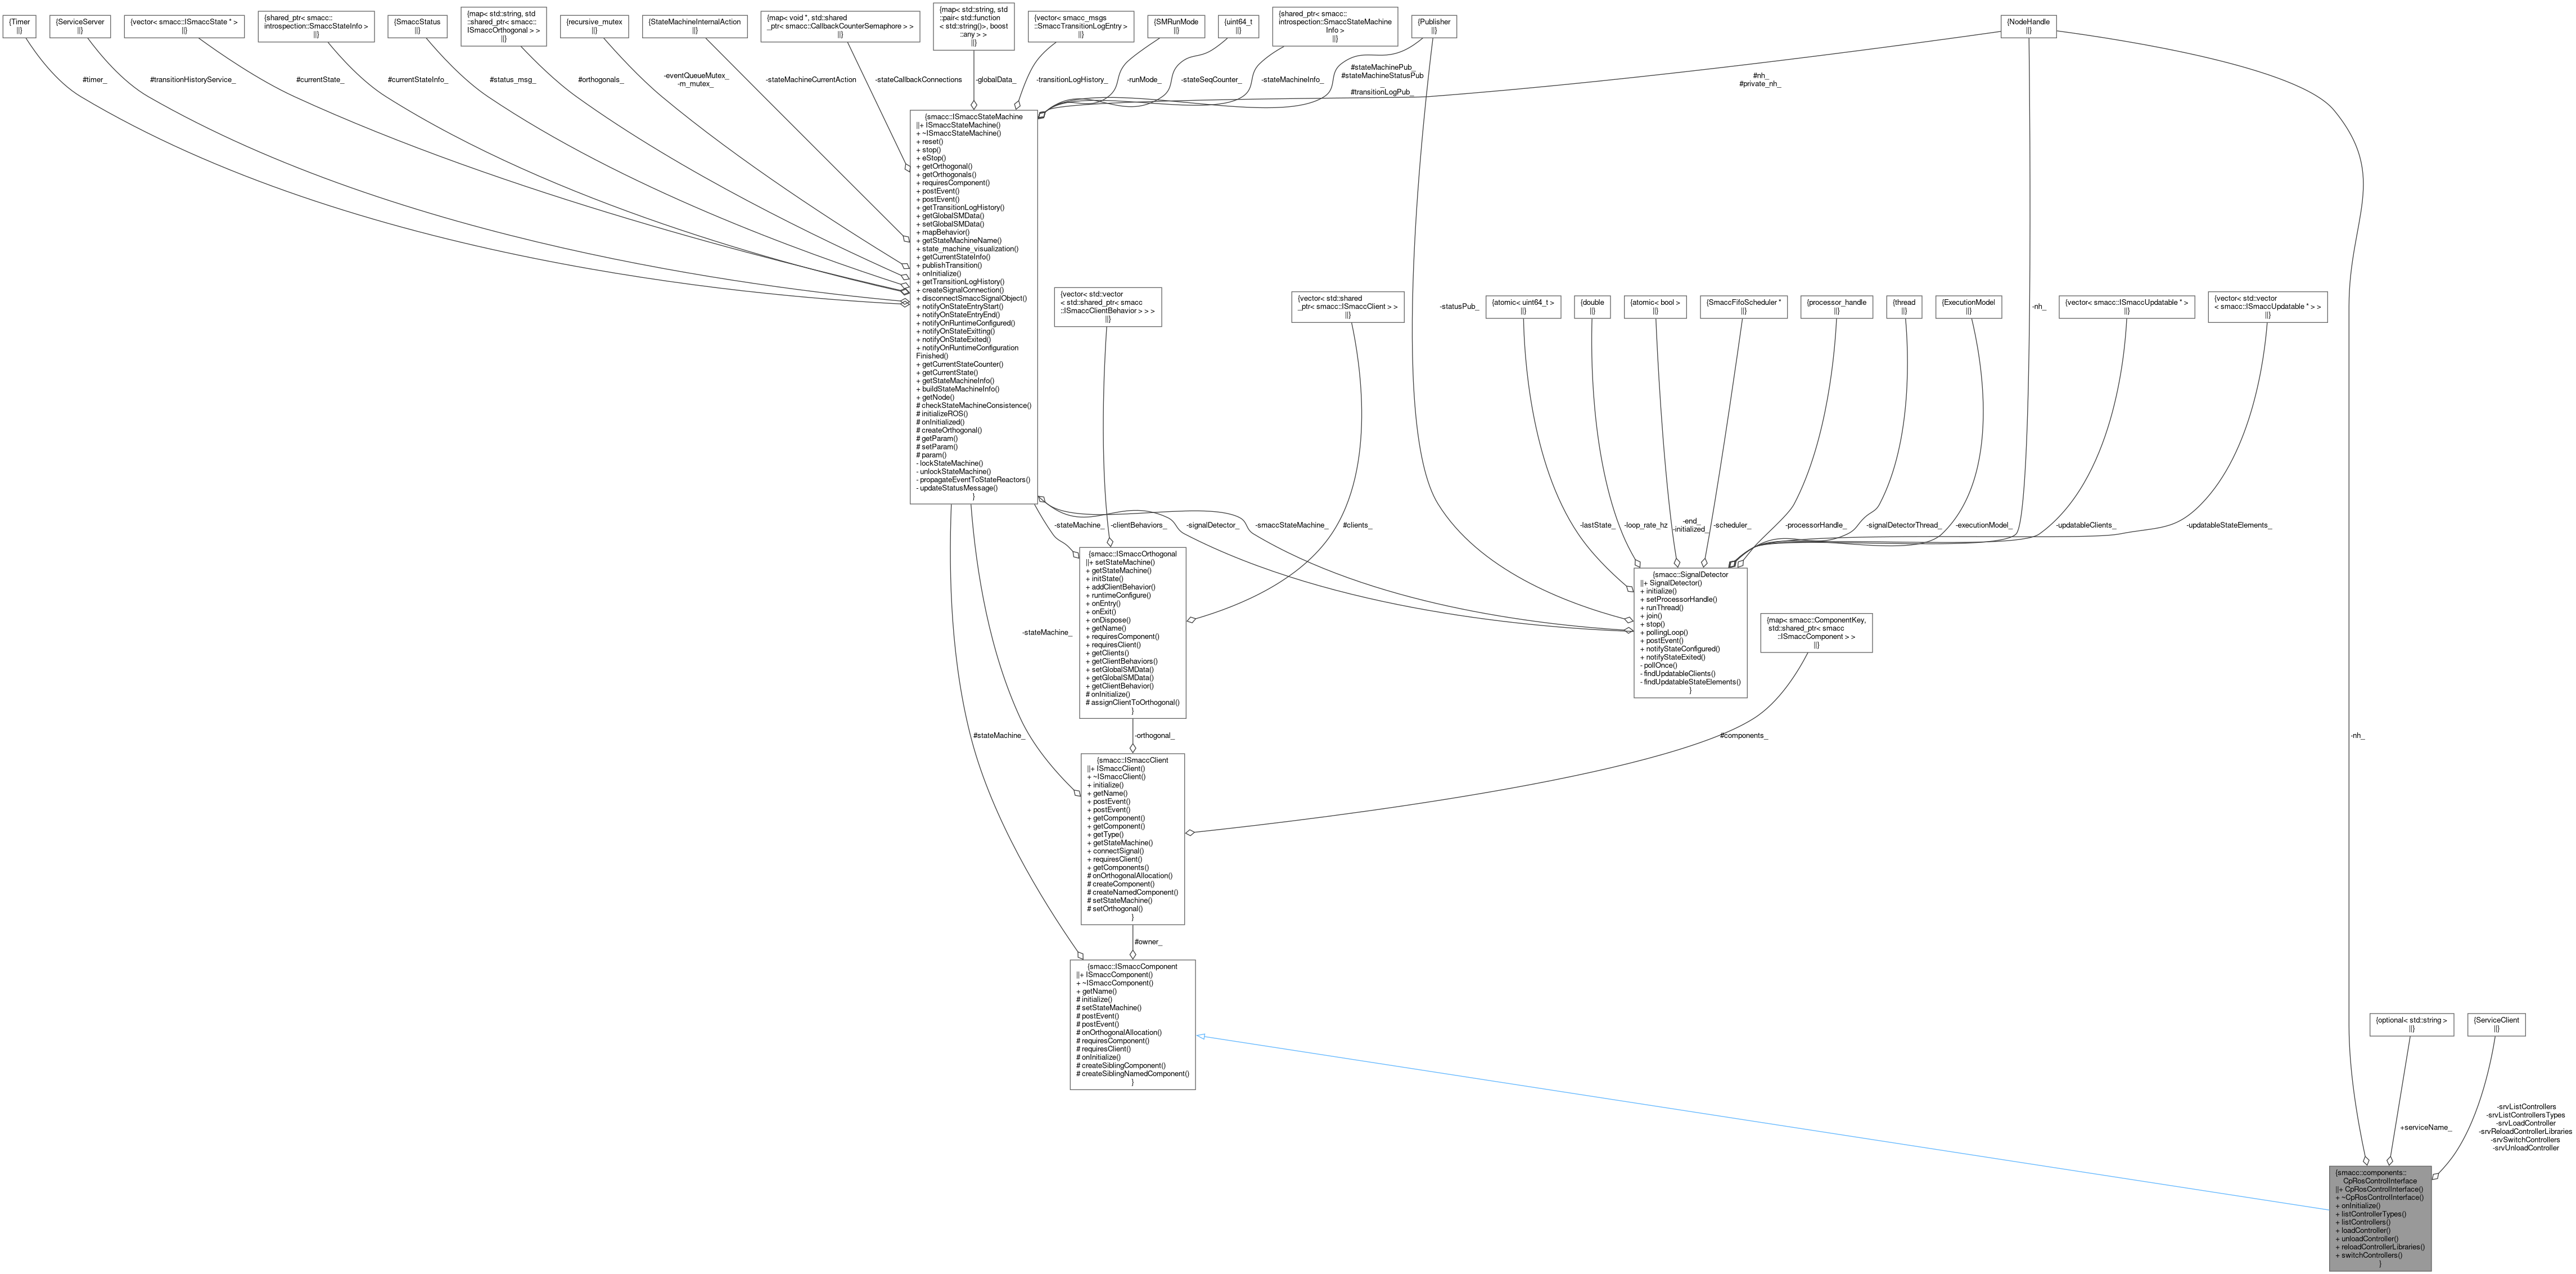 {Timer
||}
{ServiceServer
||}
{vector< smacc::ISmaccState * >
||}
{shared_ptr< smacc::
introspection::SmaccStateInfo >
||}
{SmaccStatus
||}
{map< std::string, std
::shared_ptr< smacc::
ISmaccOrthogonal > >
||}
{recursive_mutex
||}
{StateMachineInternalAction
||}
{map< void *, std::shared
_ptr< smacc::CallbackCounterSemaphore > >
||}
{map< std::string, std
::pair< std::function
< std::string()>, boost
::any > >
||}
{vector< smacc_msgs
::SmaccTransitionLogEntry >
||}
{SMRunMode
||}
{uint64_t
||}
{shared_ptr< smacc::
introspection::SmaccStateMachine
Info >
||}
{Publisher
||}
{NodeHandle
||}
#timer_
#transitionHistoryService_
#currentState_
#currentStateInfo_
#status_msg_
#orthogonals_
-eventQueueMutex_
-m_mutex_
-stateMachineCurrentAction
-stateCallbackConnections
-globalData_
-transitionLogHistory_
-runMode_
-stateSeqCounter_
-stateMachineInfo_
#stateMachinePub_
#stateMachineStatusPub
_
#transitionLogPub_
#nh_
#private_nh_
{smacc::ISmaccStateMachine
||+ ISmaccStateMachine()
+ ~ISmaccStateMachine()
+ reset()
+ stop()
+ eStop()
+ getOrthogonal()
+ getOrthogonals()
+ requiresComponent()
+ postEvent()
+ postEvent()
+ getTransitionLogHistory()
+ getGlobalSMData()
+ setGlobalSMData()
+ mapBehavior()
+ getStateMachineName()
+ state_machine_visualization()
+ getCurrentStateInfo()
+ publishTransition()
+ onInitialize()
+ getTransitionLogHistory()
+ createSignalConnection()
+ disconnectSmaccSignalObject()
+ notifyOnStateEntryStart()
+ notifyOnStateEntryEnd()
+ notifyOnRuntimeConfigured()
+ notifyOnStateExitting()
+ notifyOnStateExited()
+ notifyOnRuntimeConfiguration
Finished()
+ getCurrentStateCounter()
+ getCurrentState()
+ getStateMachineInfo()
+ buildStateMachineInfo()
+ getNode()
# checkStateMachineConsistence()
# initializeROS()
# onInitialized()
# createOrthogonal()
# getParam()
# setParam()
# param()
- lockStateMachine()
- unlockStateMachine()
- propagateEventToStateReactors()
- updateStatusMessage()
}
{vector< std::vector
< std::shared_ptr< smacc
::ISmaccClientBehavior > > >
||}
{vector< std::shared
_ptr< smacc::ISmaccClient > >
||}
-statusPub_
{atomic< uint64_t >
||}
{double
||}
{atomic< bool >
||}
{SmaccFifoScheduler *
||}
{processor_handle
||}
{thread
||}
{ExecutionModel
||}
-nh_
{vector< smacc::ISmaccUpdatable * >
||}
{vector< std::vector
< smacc::ISmaccUpdatable * > >
||}
-stateMachine_
-clientBehaviors_
-signalDetector_
-smaccStateMachine_
#clients_
-lastState_
-loop_rate_hz_
-end_
-initialized_
-scheduler_
-processorHandle_
-signalDetectorThread_
-executionModel_
-updatableClients_
-updatableStateElements_
{smacc::ISmaccOrthogonal
||+ setStateMachine()
+ getStateMachine()
+ initState()
+ addClientBehavior()
+ runtimeConfigure()
+ onEntry()
+ onExit()
+ onDispose()
+ getName()
+ requiresComponent()
+ requiresClient()
+ getClients()
+ getClientBehaviors()
+ setGlobalSMData()
+ getGlobalSMData()
+ getClientBehavior()
# onInitialize()
# assignClientToOrthogonal()
}
{smacc::SignalDetector
||+ SignalDetector()
+ initialize()
+ setProcessorHandle()
+ runThread()
+ join()
+ stop()
+ pollingLoop()
+ postEvent()
+ notifyStateConfigured()
+ notifyStateExited()
- pollOnce()
- findUpdatableClients()
- findUpdatableStateElements()
}
{map< smacc::ComponentKey,
std::shared_ptr< smacc
::ISmaccComponent > >
||}
-stateMachine_
#stateMachine_
-orthogonal_
#components_
-nh_
{smacc::ISmaccClient
||+ ISmaccClient()
+ ~ISmaccClient()
+ initialize()
+ getName()
+ postEvent()
+ postEvent()
+ getComponent()
+ getComponent()
+ getType()
+ getStateMachine()
+ connectSignal()
+ requiresClient()
+ getComponents()
# onOrthogonalAllocation()
# createComponent()
# createNamedComponent()
# setStateMachine()
# setOrthogonal()
}
#owner_
{smacc::ISmaccComponent
||+ ISmaccComponent()
+ ~ISmaccComponent()
+ getName()
# initialize()
# setStateMachine()
# postEvent()
# postEvent()
# onOrthogonalAllocation()
# requiresComponent()
# requiresClient()
# onInitialize()
# createSiblingComponent()
# createSiblingNamedComponent()
}
{optional< std::string >
||}
{ServiceClient
||}
+serviceName_
-srvListControllers
-srvListControllersTypes
-srvLoadController
-srvReloadControllerLibraries
-srvSwitchControllers
-srvUnloadController
{smacc::components::
CpRosControlInterface
||+ CpRosControlInterface()
+ ~CpRosControlInterface()
+ onInitialize()
+ listControllerTypes()
+ listControllers()
+ loadController()
+ unloadController()
+ reloadControllerLibraries()
+ switchControllers()
}